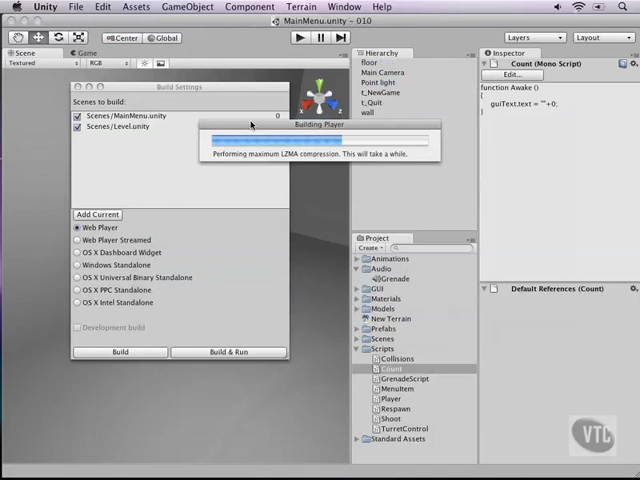 Unity File Edit Assets GameObject Component Terrain Window Help
MainMenu.unity - 010
Center Global Layers Layout
Scene Game
Textured RGB
Build Settings
Scenes to build:
Scenes/MainMenu.unity 0
Scenes/Level.unity
Building Player
Performing maximum LZMA compression. This will take a while.
Add Current
Web Player
Web Player Streamed
OS X Dashboard Widget
Windows Standalone
OS X Universal Binary Standalone
OS X PPC Standalone
OS X Intel Standalone
Development build
Build Build & Run
Hierarchy
floor
Main Camera
Point light
t_NewGame
t_Quit
wall
Project
Create
Animations
Audio
Grenade
GUI
Materials
Models
New Terrain
Prefabs
Scenes
Scripts
Collisions
Count
GrenadeScript
MenuItem
Player
Respawn
Shoot
TurretControl
Standard Assets
Inspector
Count (Mono Script)
Edit...
function Awake ()
{
guiText.text = ""+0;
}
Default References (Count)
VTC